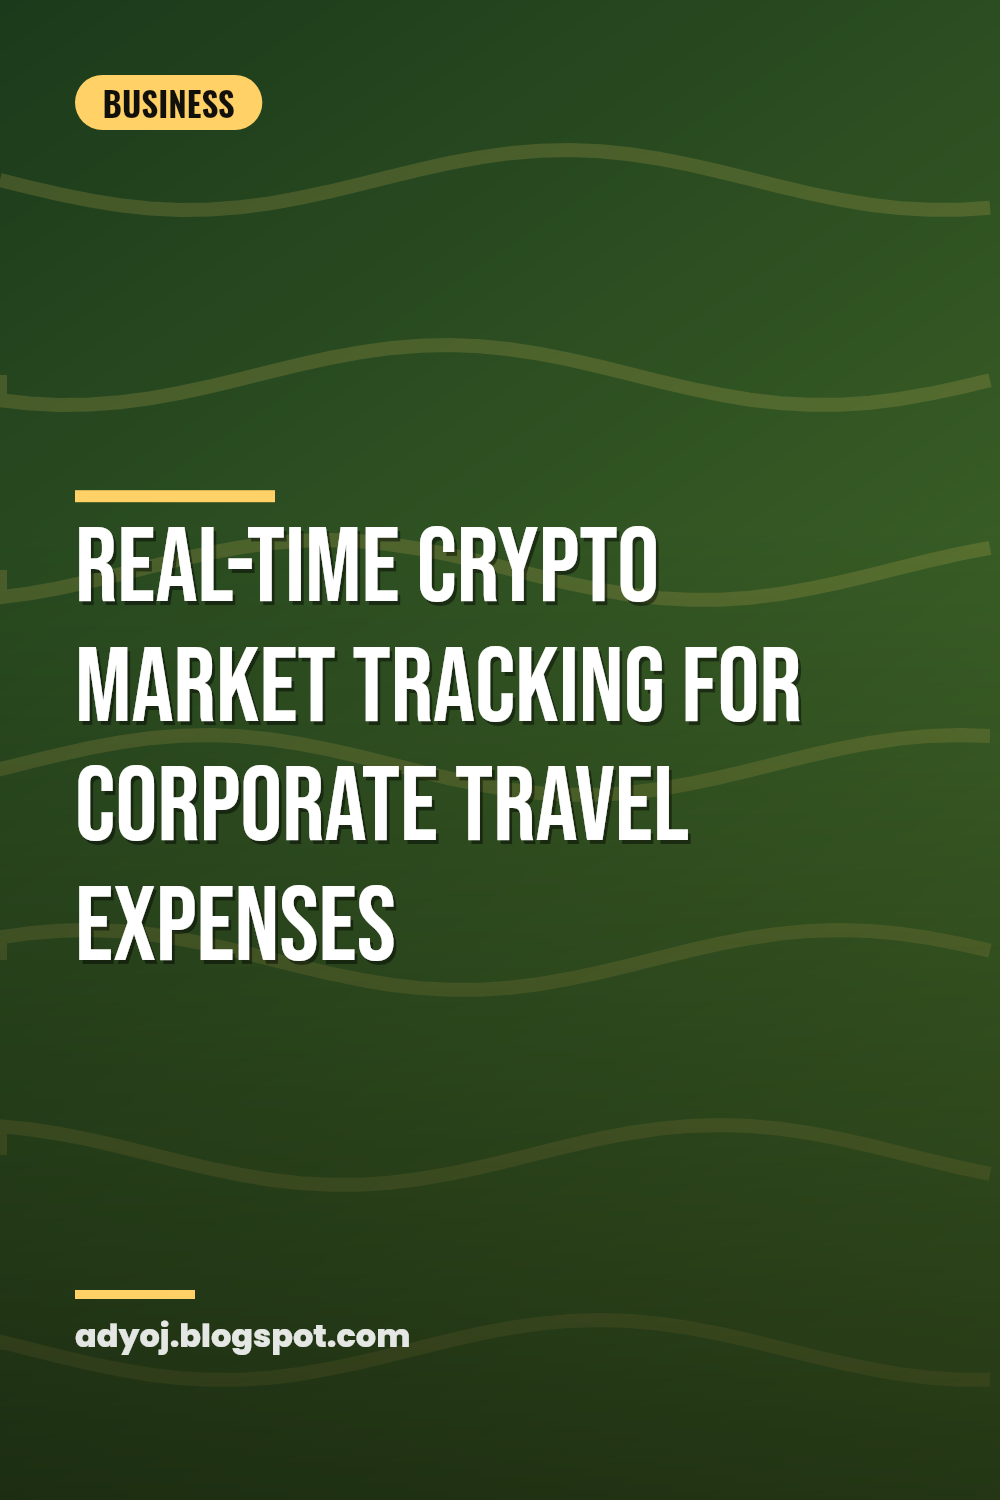 BUSINESS
REAL-TIME CRYPTO
MARKET TRACKING FOR
CORPORATE TRAVEL
EXPENSES
adyoj.blogspot.com